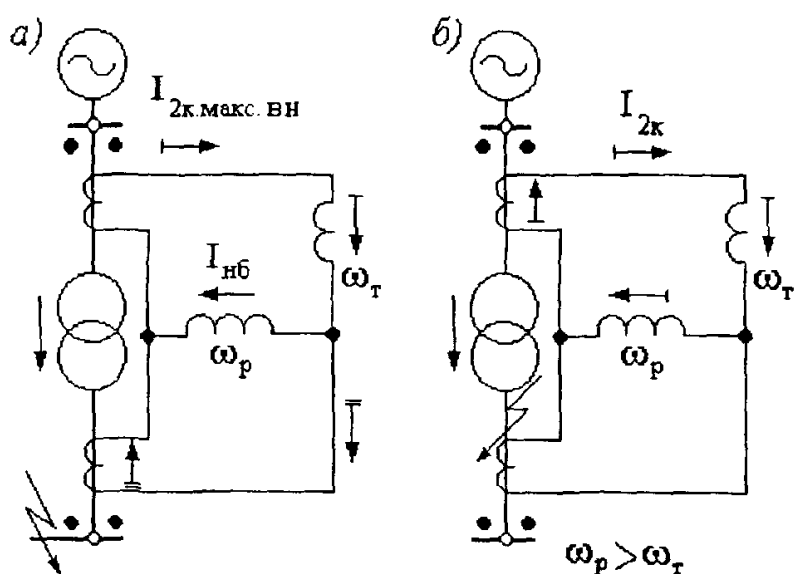 а)
I2к.макс.вн
Iнб
ωт
ωр
б)
I2к
ωт
ωр
ωр>ωт